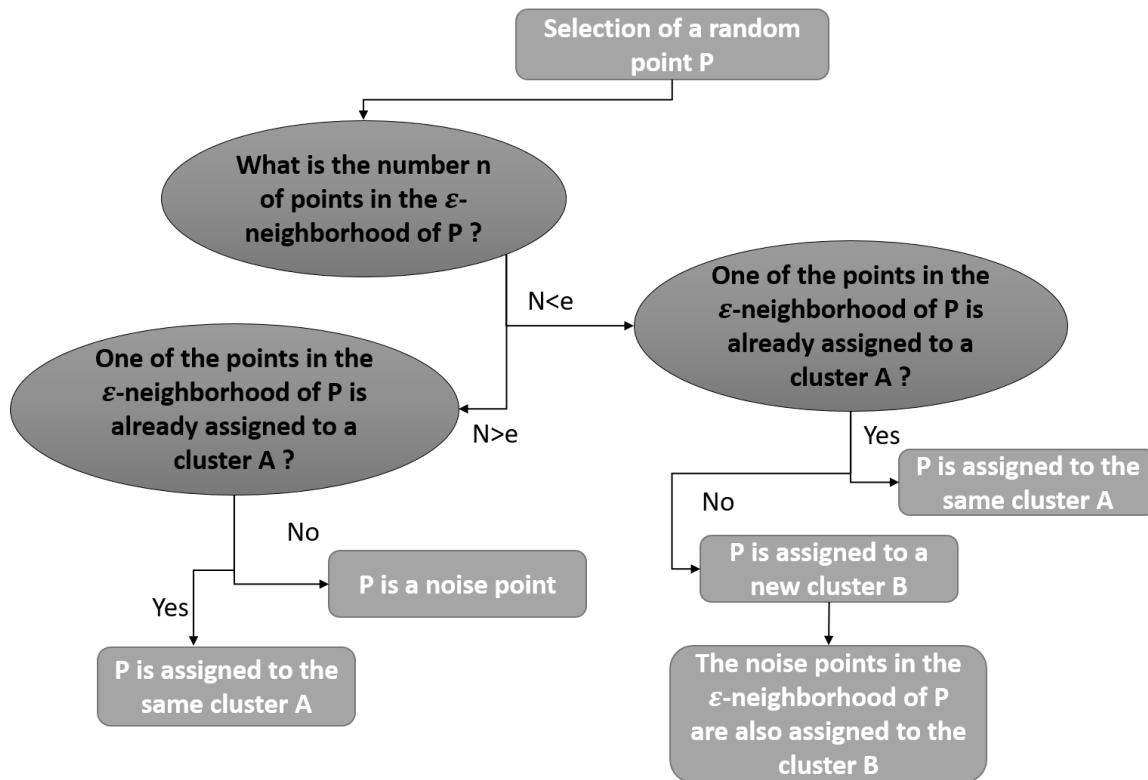 Selection of a random
point P
What is the number n
of points in the ε-
neighborhood of P ?
N<e
One of the points in the
ε-neighborhood of P is
already assigned to a
cluster A ?
One of the points in the
ε-neighborhood of P is
already assigned to a
cluster A ?
N>e
Yes
P is assigned to the
same cluster A
No
P is assigned to a
new cluster B
No
P is a noise point
Yes
P is assigned to the
same cluster A
The noise points in the
ε-neighborhood of P
are also assigned to the
cluster B